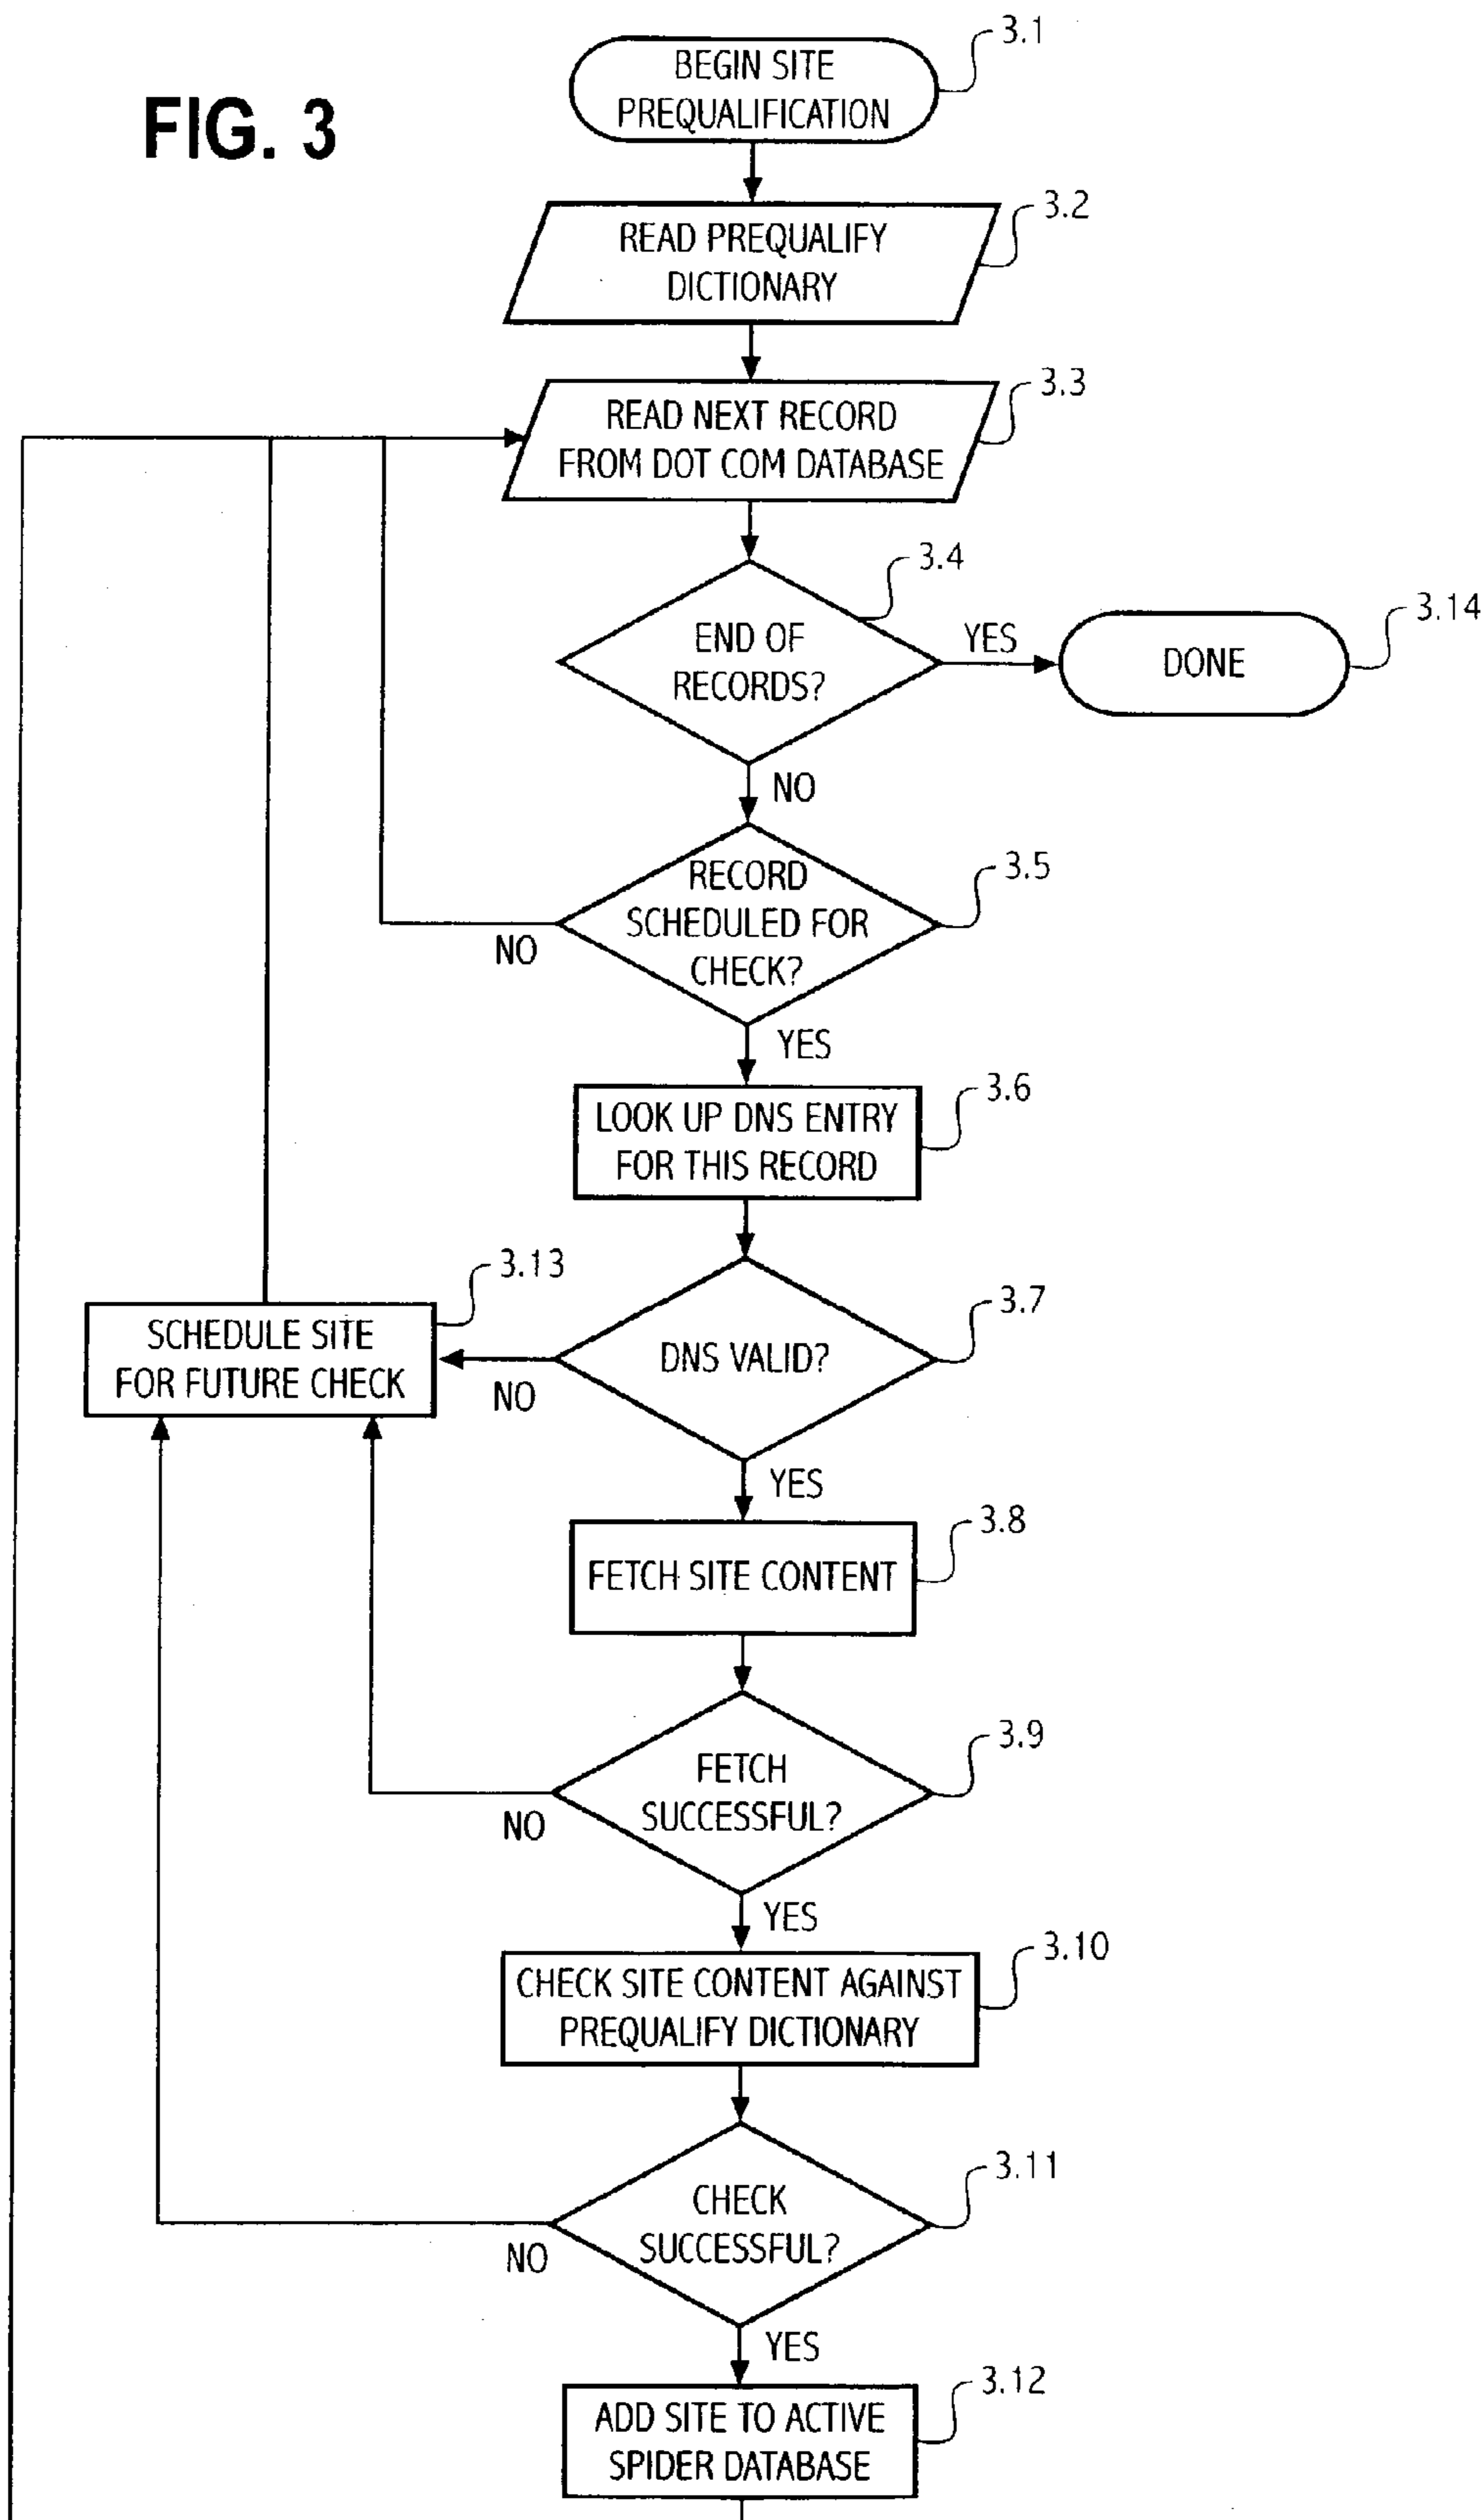 FIG. 3
BEGIN SITE
PREQUALIFICATION
3.1
READ PREQUALIFY
DICTIONARY
3.2
READ NEXT RECORD
FROM DOT COM DATABASE
3.3
END OF
RECORDS?
3.4
YES
DONE
3.14
NO
RECORD
SCHEDULED FOR
CHECK?
3.5
NO
YES
LOOK UP DNS ENTRY
FOR THIS RECORD
3.6
SCHEDULE SITE
FOR FUTURE CHECK
3.13
DNS VALID?
3.7
NO
YES
FETCH SITE CONTENT
3.8
FETCH
SUCCESSFUL?
3.9
NO
YES
CHECK SITE CONTENT AGAINST
PREQUALIFY DICTIONARY
3.10
CHECK
SUCCESSFUL?
3.11
NO
YES
ADD SITE TO ACTIVE
SPIDER DATABASE
3.12